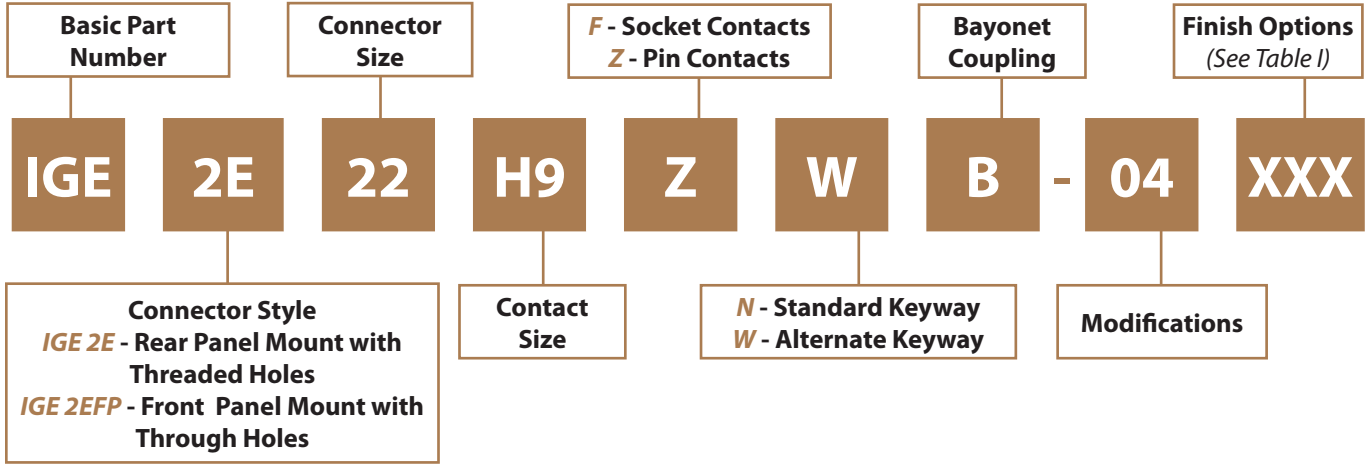 Basic Part
Number
Connector
Size
F - Socket Contacts
Z - Pin Contacts
Bayonet
Coupling
Finish Options
(See Table I)
IGE 2E 22 H9 Z W B - 04 XXX
Connector Style
IGE 2E - Rear Panel Mount with
Threaded Holes
IGE 2EFP - Front Panel Mount with
Through Holes
Contact
Size
N - Standard Keyway
W - Alternate Keyway
Modifications